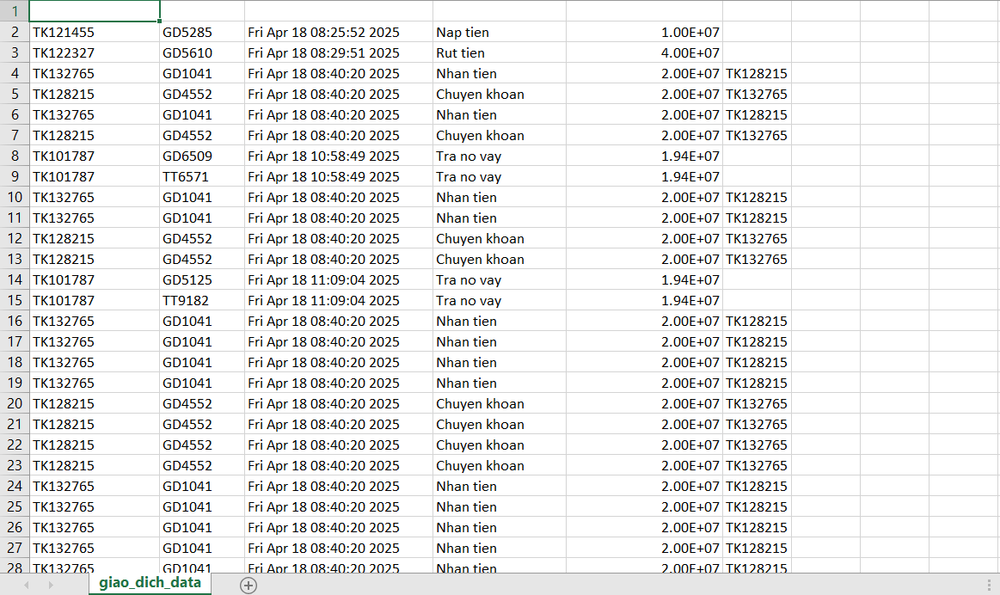 1
2 TK121455 GD5285 Fri Apr 18 08:25:52 2025 Nap tien 1.00E+07
3 TK122327 GD5610 Fri Apr 18 08:29:51 2025 Rut tien 4.00E+07
4 TK132765 GD1041 Fri Apr 18 08:40:20 2025 Nhan tien 2.00E+07 TK128215
5 TK128215 GD4552 Fri Apr 18 08:40:20 2025 Chuyen khoan 2.00E+07 TK132765
6 TK132765 GD1041 Fri Apr 18 08:40:20 2025 Nhan tien 2.00E+07 TK128215
7 TK128215 GD4552 Fri Apr 18 08:40:20 2025 Chuyen khoan 2.00E+07 TK132765
8 TK101787 GD6509 Fri Apr 18 10:58:49 2025 Tra no vay 1.94E+07
9 TK101787 TT6571 Fri Apr 18 10:58:49 2025 Tra no vay 1.94E+07
10 TK132765 GD1041 Fri Apr 18 08:40:20 2025 Nhan tien 2.00E+07 TK128215
11 TK132765 GD1041 Fri Apr 18 08:40:20 2025 Nhan tien 2.00E+07 TK128215
12 TK128215 GD4552 Fri Apr 18 08:40:20 2025 Chuyen khoan 2.00E+07 TK132765
13 TK128215 GD4552 Fri Apr 18 08:40:20 2025 Chuyen khoan 2.00E+07 TK132765
14 TK101787 GD5125 Fri Apr 18 11:09:04 2025 Tra no vay 1.94E+07
15 TK101787 TT9182 Fri Apr 18 11:09:04 2025 Tra no vay 1.94E+07
16 TK132765 GD1041 Fri Apr 18 08:40:20 2025 Nhan tien 2.00E+07 TK128215
17 TK132765 GD1041 Fri Apr 18 08:40:20 2025 Nhan tien 2.00E+07 TK128215
18 TK132765 GD1041 Fri Apr 18 08:40:20 2025 Nhan tien 2.00E+07 TK128215
19 TK132765 GD1041 Fri Apr 18 08:40:20 2025 Nhan tien 2.00E+07 TK128215
20 TK128215 GD4552 Fri Apr 18 08:40:20 2025 Chuyen khoan 2.00E+07 TK132765
21 TK128215 GD4552 Fri Apr 18 08:40:20 2025 Chuyen khoan 2.00E+07 TK132765
22 TK128215 GD4552 Fri Apr 18 08:40:20 2025 Chuyen khoan 2.00E+07 TK132765
23 TK128215 GD4552 Fri Apr 18 08:40:20 2025 Chuyen khoan 2.00E+07 TK132765
24 TK132765 GD1041 Fri Apr 18 08:40:20 2025 Nhan tien 2.00E+07 TK128215
25 TK132765 GD1041 Fri Apr 18 08:40:20 2025 Nhan tien 2.00E+07 TK128215
26 TK132765 GD1041 Fri Apr 18 08:40:20 2025 Nhan tien 2.00E+07 TK128215
27 TK132765 GD1041 Fri Apr 18 08:40:20 2025 Nhan tien 2.00E+07 TK128215
28 TK132765 GD1041 Fri Apr 18 08:40:20 2025 Nhan tien 2.00E+07 TK128215
giao_dich_data